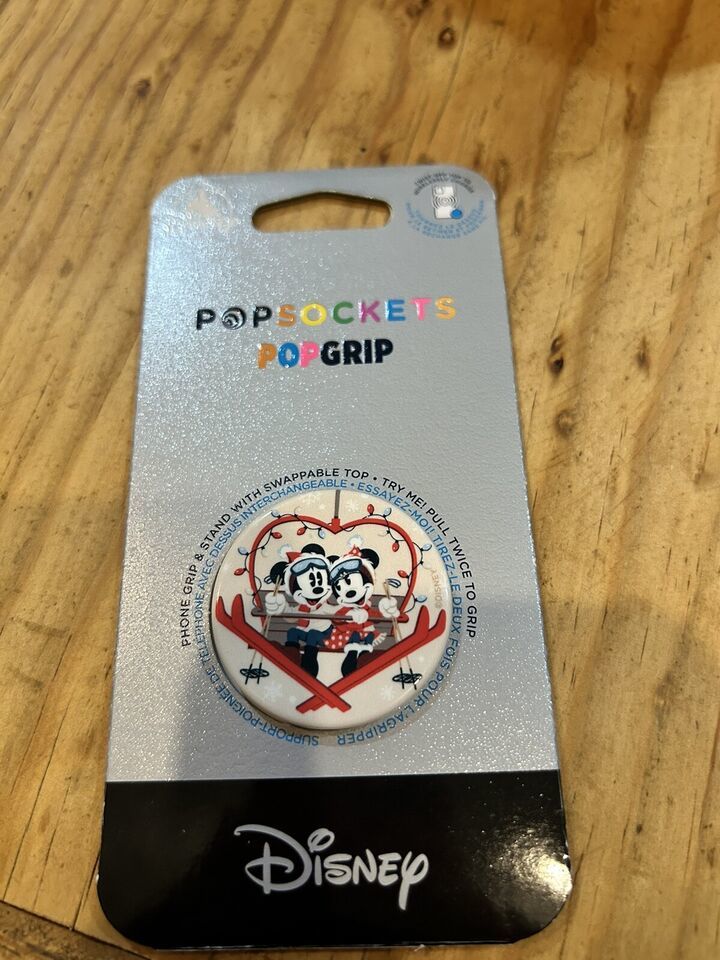 POPSOCKETS
POPGRIP
PHONE GRIP & STAND WITH SWAPPABLE TOP • TRY ME! PULL TWICE TO GRIP
SUPPORT-POIGNÉE DE TÉLÉPHONE AVEC DESSUS INTERCHANGEABLE • ESSAYEZ-MOI! TIREZ-LE DEUX FOIS POUR L'AGRIPPER
©DISNEY
Disney